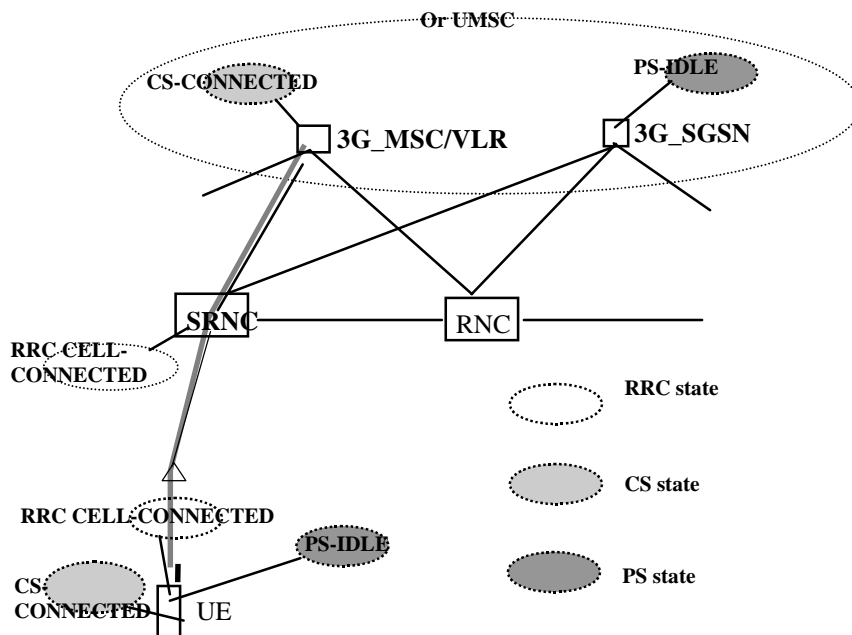 Or UMSC
CS-CONNECTED
PS-IDLE
3G_MSC/VLR
3G_SGSN
SRNC
RNC
RRC CELL-
CONNECTED
RRC state
CS state
RRC CELL-CONNECTED
PS-IDLE
CS-
CONNECTED
UE
PS state